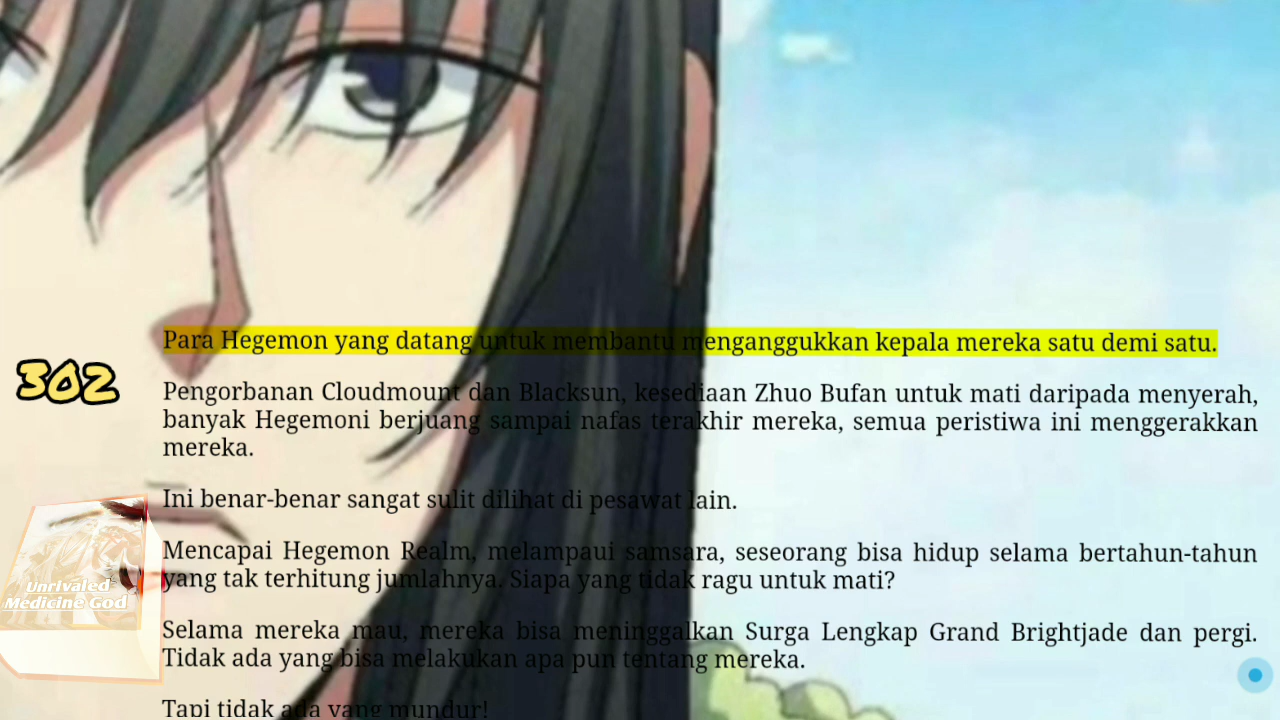 Para Hegemon yang datang untuk membantu menganggukkan kepala mereka satu demi satu.
302
Pengorbanan Cloudmount dan Blacksun, kesediaan Zhuo Bufan untuk mati daripada menyerah,
banyak Hegemoni berjuang sampai nafas terakhir mereka, semua peristiwa ini menggerakkan
mereka.
Ini benar-benar sangat sulit dilihat di pesawat lain.
Mencapai Hegemon Realm, melampaui samsara, seseorang bisa hidup selama bertahun-tahun
yang tak terhitung jumlahnya. Siapa yang tidak ragu untuk mati?
Unrivaled
Medicine God
Selama mereka mau, mereka bisa meninggalkan Surga Lengkap Grand Brightjade dan pergi.
Tidak ada yang bisa melakukan apa pun tentang mereka.
Tapi tidak ada yang mundur!